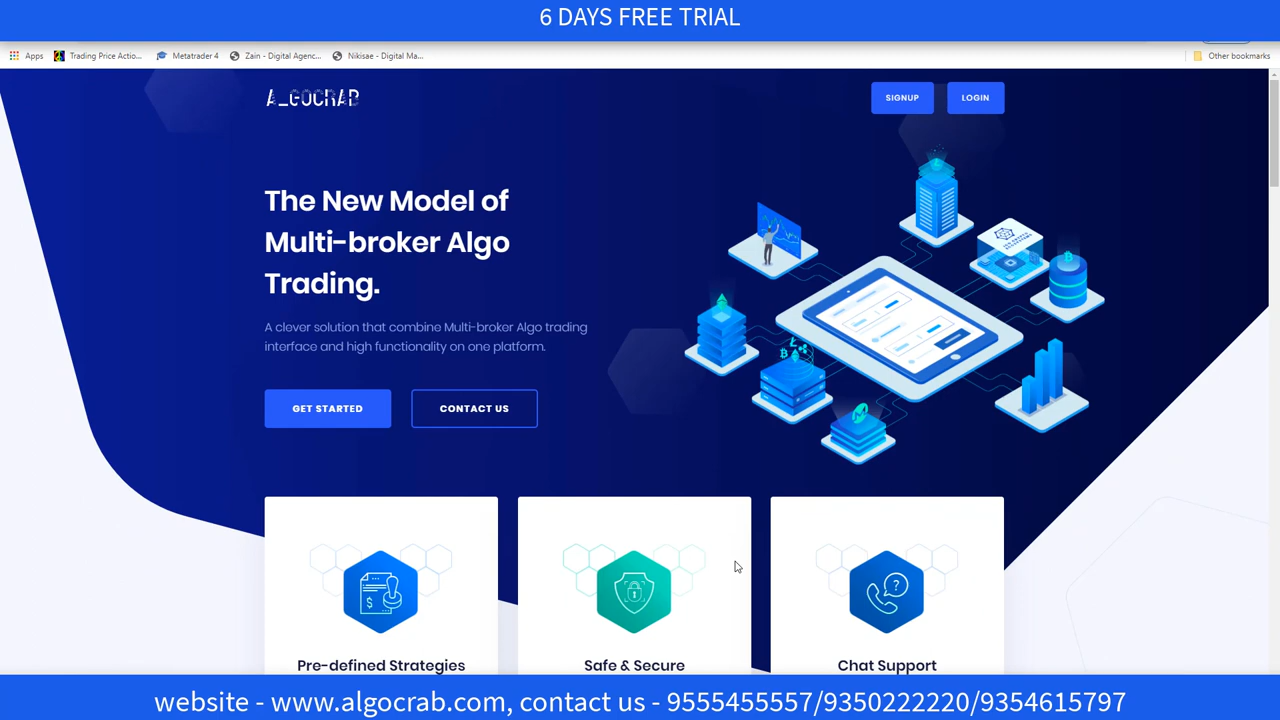 6 DAYS FREE TRIAL
Apps Trading Price Actio... Metatrader 4 Zain - Digital Agenc... Nikisae - Digital Ma... Other bookmarks
ALGOCRAB SIGNUP LOGIN
The New Model of
Multi-broker Algo
Trading.
A clever solution that combine Multi-broker Algo trading
interface and high functionality on one platform.
GET STARTED CONTACT US
Pre-defined Strategies Safe & Secure Chat Support
website - www.algocrab.com, contact us - 9555455557/9350222220/9354615797